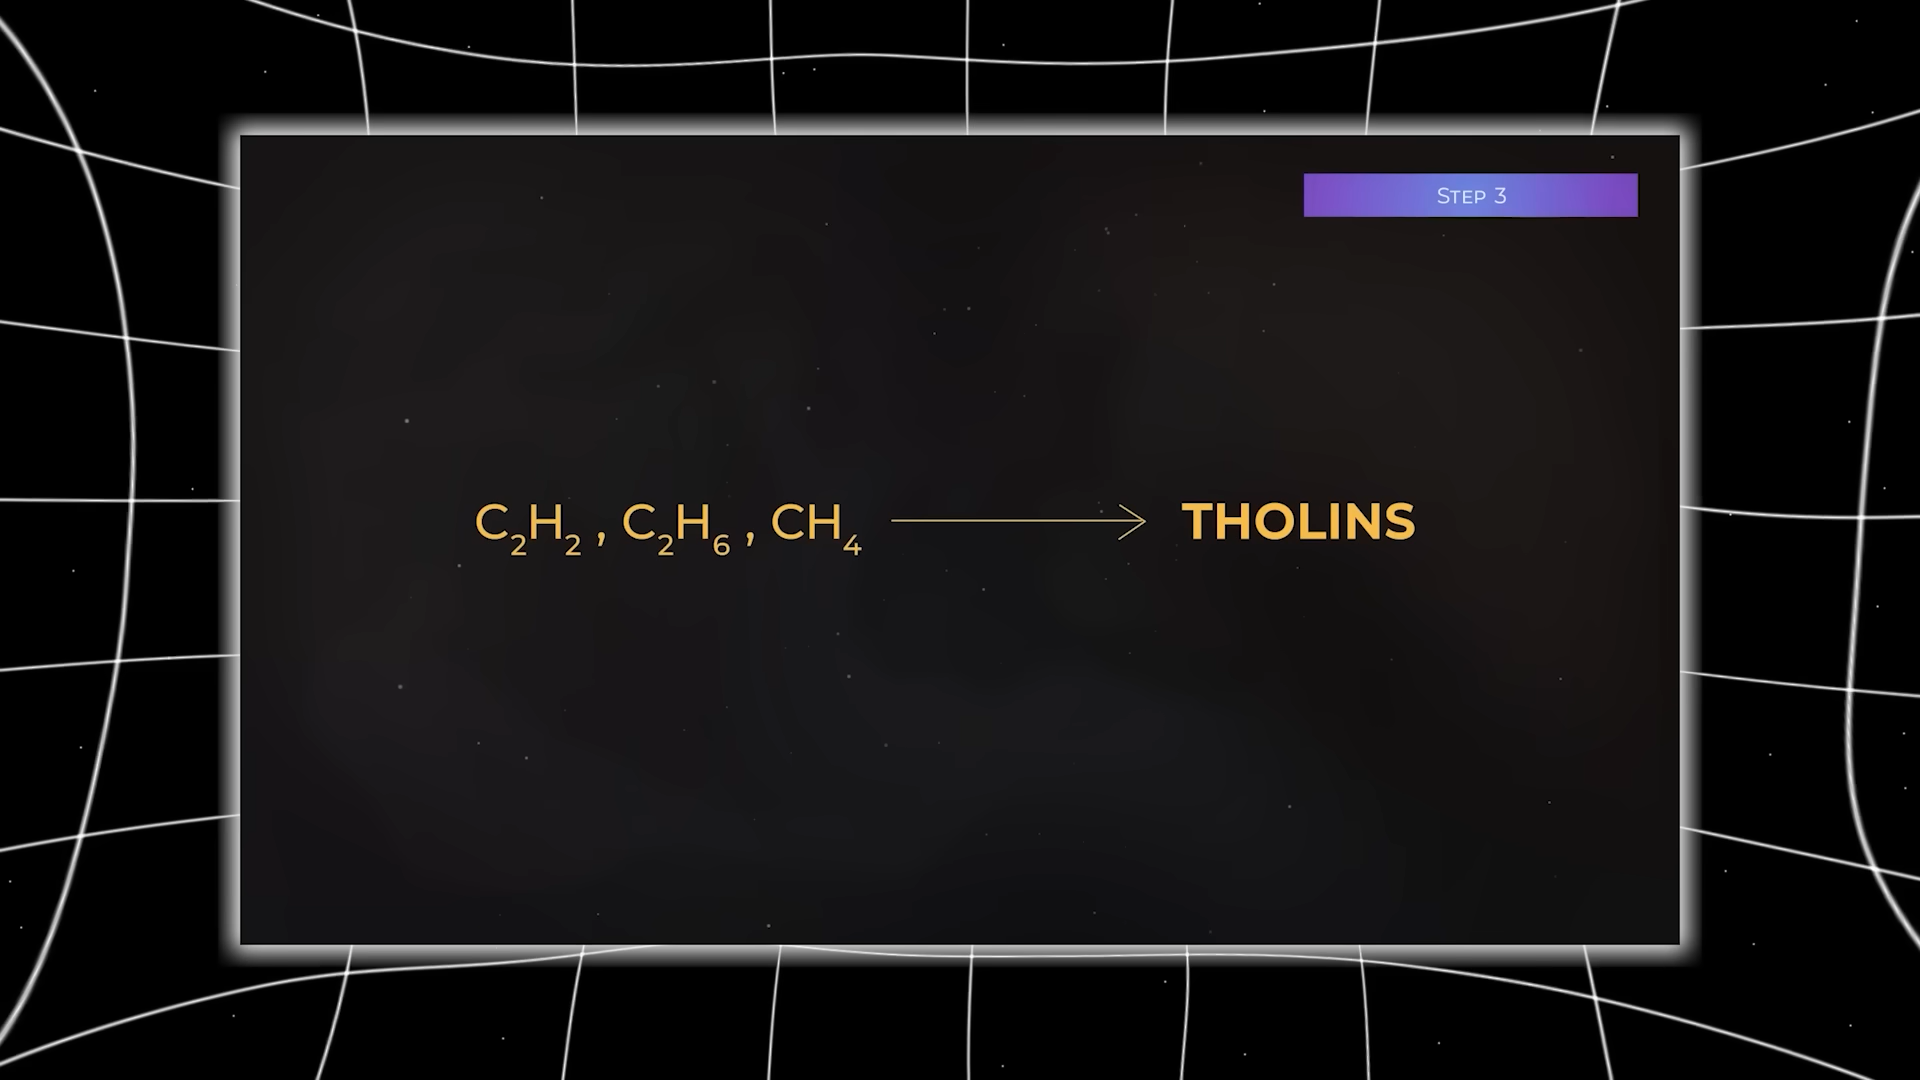 Step 3
C₂H₂ , C₂H₆ , CH₄ → THOLINS